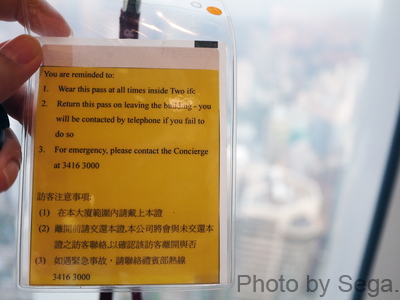 You are reminded to:
1. Wear this pass at all times inside Two ifc
2. Return this pass on leaving the building - you
will be contacted by telephone if you fail to
do so
3. For emergency, please contact the Concierge
at 3416 3000
訪客注意事項:
(1) 在本大廈範圍內請戴上本證
(2) 離開前請交還本證,本公司將會與未交還本
證之訪客聯絡,以確認該訪客離開與否
(3) 如遇緊急事故,請聯絡禮賓部熱線
3416 3000
Photo by Sega.